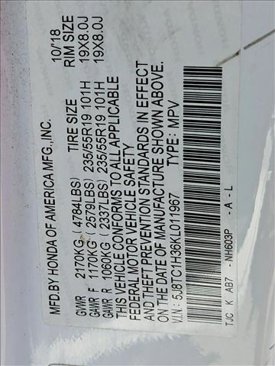 MFD.BY HONDA OF AMERICA MFG.,INC. 10/'18
TIRE SIZE RIM SIZE
GVWR 2170KG ( 4784LBS)
GAWR F 1170KG ( 2579LBS) 235/55R19 101H 19X8.0J
GAWR R 1060KG ( 2337LBS) 235/55R19 101H 19X8.0J
THIS VEHICLE CONFORMS TO ALL APPLICABLE
FEDERAL MOTOR VEHICLE SAFETY
AND THEFT PREVENTION STANDARDS IN EFFECT
ON THE DATE OF MANUFACTURE SHOWN ABOVE.
V.I.N.: 5J8TC1H36KL011967 TYPE: MPV
TJC K AB7 -NH603P -A-L